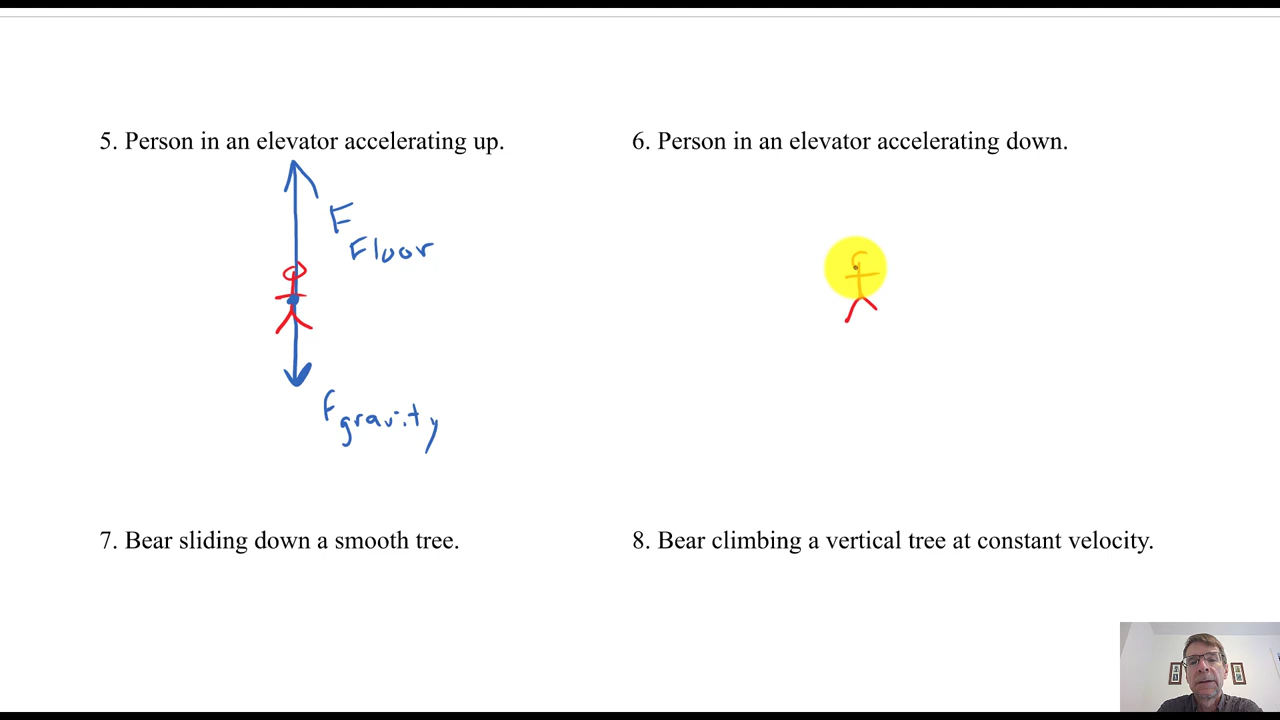 5. Person in an elevator accelerating up.
6. Person in an elevator accelerating down.
F Floor
F gravity
7. Bear sliding down a smooth tree.
8. Bear climbing a vertical tree at constant velocity.